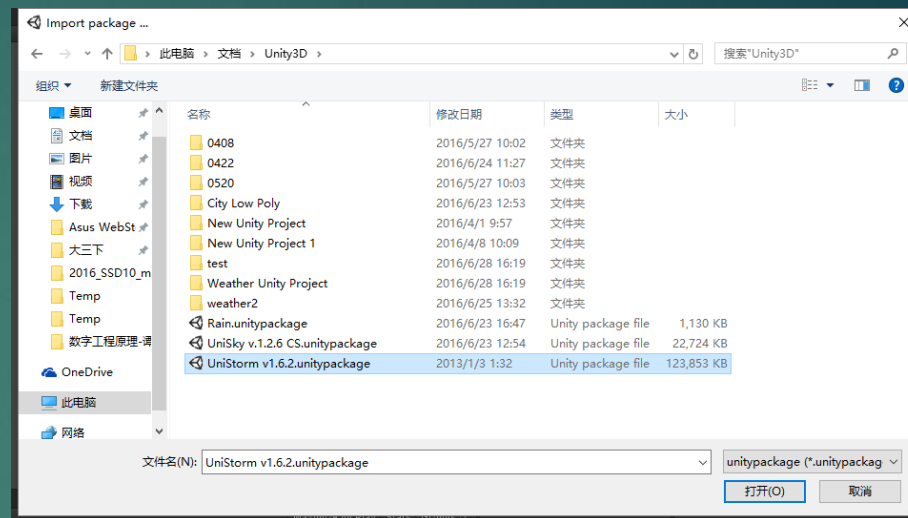 Import package ...
此电脑 › 文档 › Unity3D ›
搜索"Unity3D"
组织 新建文件夹
桌面
文档
图片
视频
下载
Asus WebSt
大三下
2016_SSD10_m
Temp
Temp
数字工程原理-课
OneDrive
此电脑
网络
名称 修改日期 类型 大小
0408 2016/5/27 10:02 文件夹
0422 2016/6/24 11:27 文件夹
0520 2016/5/27 10:03 文件夹
City Low Poly 2016/6/23 12:53 文件夹
New Unity Project 2016/4/1 9:57 文件夹
New Unity Project 1 2016/4/8 10:09 文件夹
test 2016/6/28 16:19 文件夹
Weather Unity Project 2016/6/28 16:19 文件夹
weather2 2016/6/25 13:32 文件夹
Rain.unitypackage 2016/6/23 16:47 Unity package file 1,130 KB
UniSky v.1.2.6 CS.unitypackage 2016/6/23 12:54 Unity package file 22,724 KB
UniStorm v1.6.2.unitypackage 2013/1/3 1:32 Unity package file 123,853 KB
文件名(N): UniStorm v1.6.2.unitypackage
unitypackage (*.unitypackag
打开(O) 取消